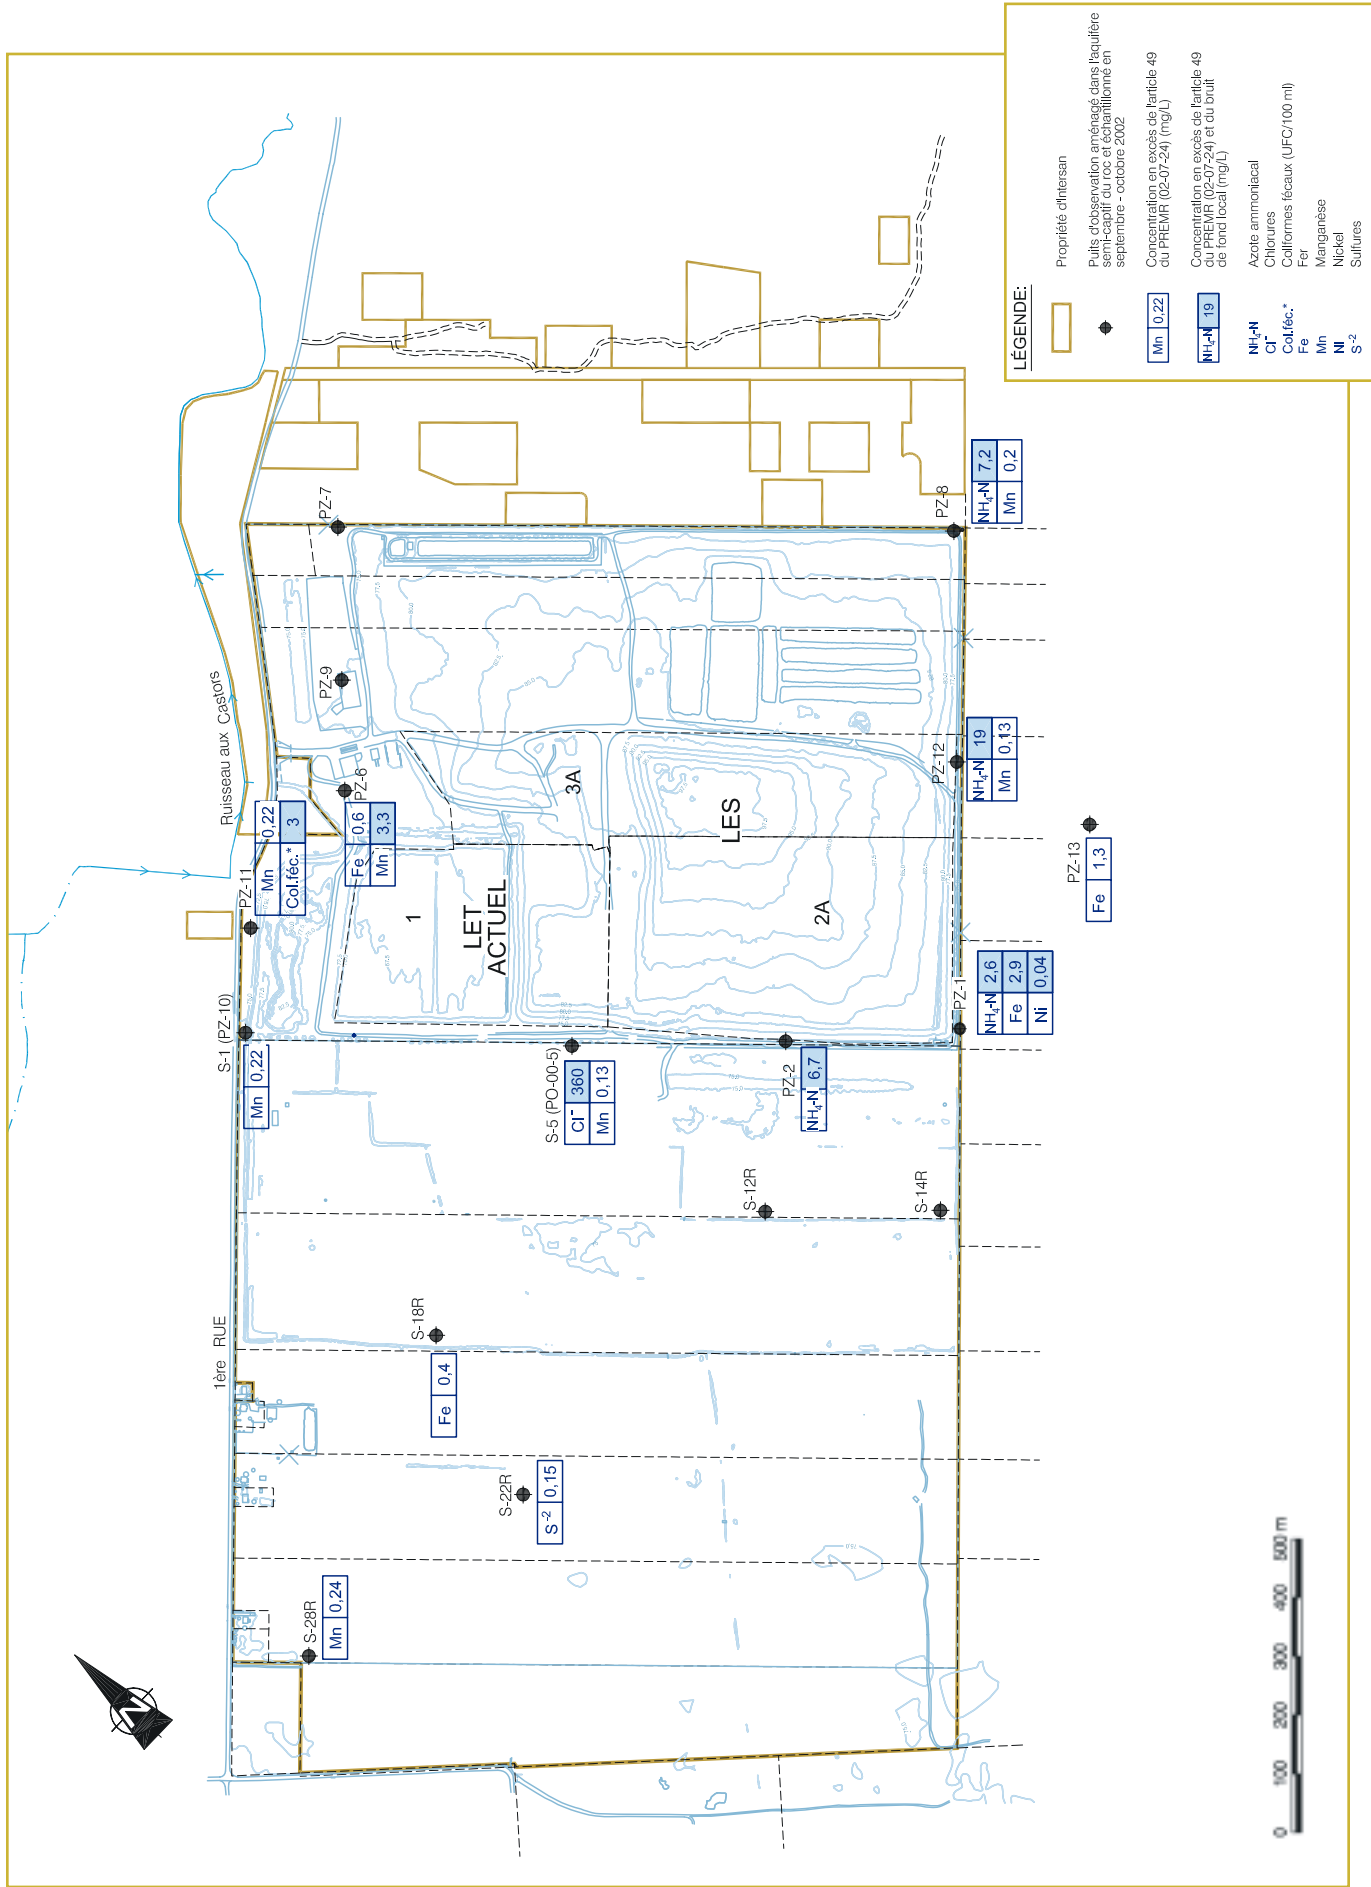 LÉGENDE:
Propriété d'Intersan
Puits d'observation aménagé dans l'aquifère
semi-captif du roc et échantillonné en
septembre - octobre 2002
Mn 0,22
Concentration en excès de l'article 49
du PREMR (02-07-24) (mg/L)
NH4-N 19
Concentration en excès de l'article 49
du PREMR (02-07-24) et du bruit
de fond local (mg/L)
NH4-N Azote ammoniacal
Cl⁻ Chlorures
Col.féc.* Coliformes fécaux (UFC/100 ml)
Fe Fer
Mn Manganèse
Ni Nickel
S⁻² Sulfures
Ruisseau aux Castors
1ère RUE
S-28R
Mn 0,24
S-22R
S⁻² 0,15
S-18R
Fe 0,4
S-12R
S-14R
S-1 (PZ-10)
Mn 0,22
S-5 (PO-00-5)
Cl⁻ 360
Mn 0,13
PZ-2
NH4-N 6,7
PZ-1
NH4-N 2,6
Fe 2,9
Ni 0,04
PZ-11
Mn 0,22
Col.féc.* 3
PZ-6
Fe 0,6
Mn 3,3
PZ-13
Fe 1,3
PZ-12
NH4-N 19
Mn 0,13
PZ-9
PZ-7
PZ-8
NH4-N 7,2
Mn 0,2
1
LET
ACTUEL
3A
LES
2A
N
0 100 200 300 400 500 m